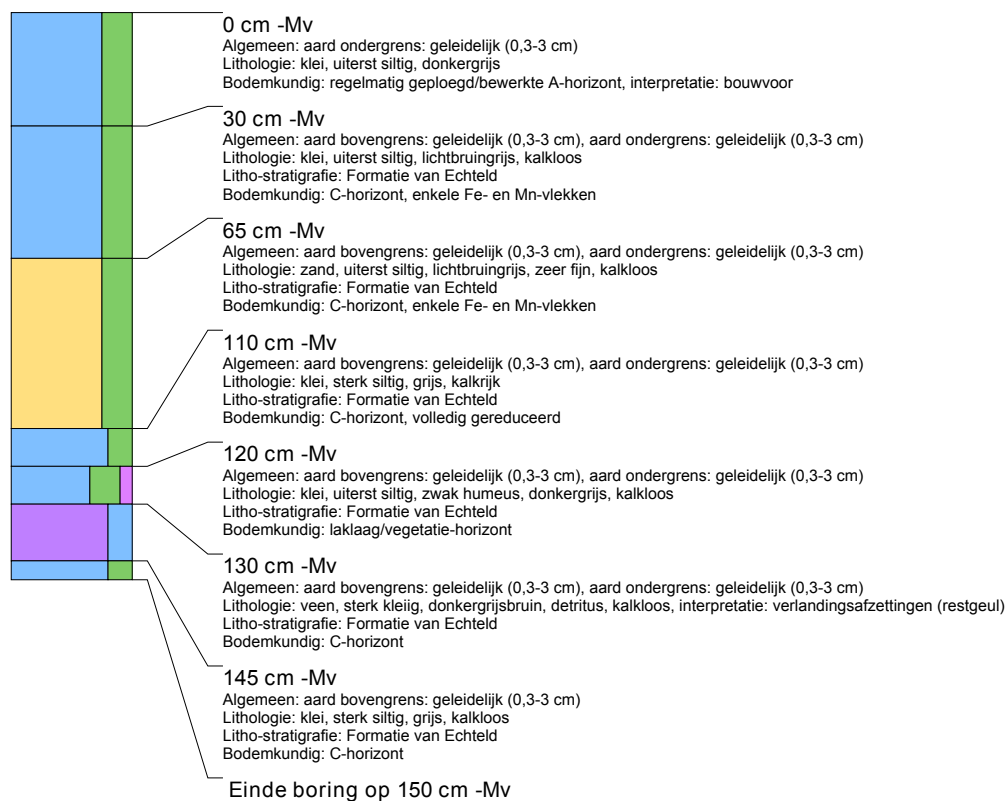 0 cm -Mv
Algemeen: aard ondergrens: geleidelijk (0,3-3 cm)
Lithologie: klei, uiterst siltig, donkergrijs
Bodemkundig: regelmatig geploegd/bewerkte A-horizont, interpretatie: bouwvoor
30 cm -Mv
Algemeen: aard bovengrens: geleidelijk (0,3-3 cm), aard ondergrens: geleidelijk (0,3-3 cm)
Lithologie: klei, uiterst siltig, lichtbruingrijs, kalkloos
Litho-stratigrafie: Formatie van Echteld
Bodemkundig: C-horizont, enkele Fe- en Mn-vlekken
65 cm -Mv
Algemeen: aard bovengrens: geleidelijk (0,3-3 cm), aard ondergrens: geleidelijk (0,3-3 cm)
Lithologie: zand, uiterst siltig, lichtbruingrijs, zeer fijn, kalkloos
Litho-stratigrafie: Formatie van Echteld
Bodemkundig: C-horizont, enkele Fe- en Mn-vlekken
110 cm -Mv
Algemeen: aard bovengrens: geleidelijk (0,3-3 cm), aard ondergrens: geleidelijk (0,3-3 cm)
Lithologie: klei, sterk siltig, grijs, kalkrijk
Litho-stratigrafie: Formatie van Echteld
Bodemkundig: C-horizont, volledig gereduceerd
120 cm -Mv
Algemeen: aard bovengrens: geleidelijk (0,3-3 cm), aard ondergrens: geleidelijk (0,3-3 cm)
Lithologie: klei, uiterst siltig, zwak humeus, donkergrijs, kalkloos
Litho-stratigrafie: Formatie van Echteld
Bodemkundig: laklaag/vegetatie-horizont
130 cm -Mv
Algemeen: aard bovengrens: geleidelijk (0,3-3 cm), aard ondergrens: geleidelijk (0,3-3 cm)
Lithologie: veen, sterk kleiig, donkergrijsbruin, detritus, kalkloos, interpretatie: verlandingsafzettingen (restgeul)
Litho-stratigrafie: Formatie van Echteld
Bodemkundig: C-horizont
145 cm -Mv
Algemeen: aard bovengrens: geleidelijk (0,3-3 cm)
Lithologie: klei, sterk siltig, grijs, kalkloos
Litho-stratigrafie: Formatie van Echteld
Bodemkundig: C-horizont
Einde boring op 150 cm -Mv